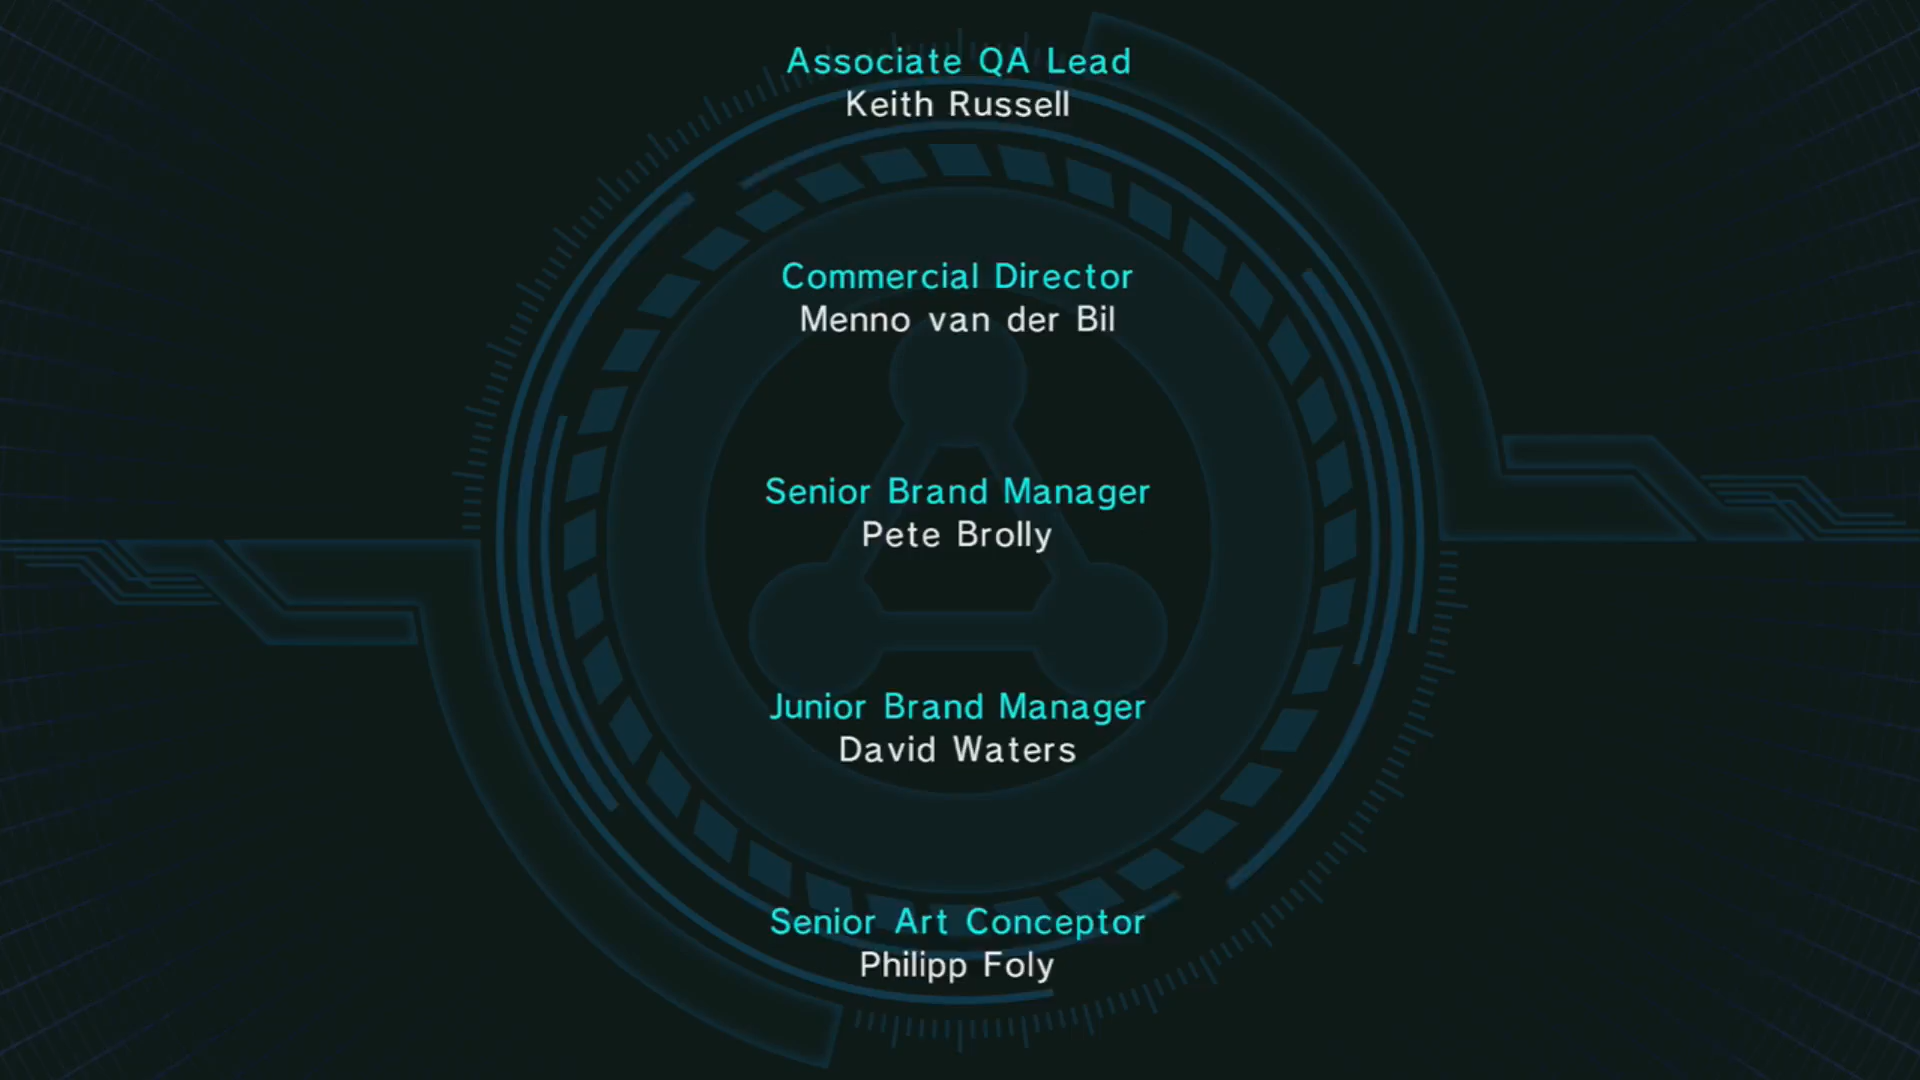 Associate QA Lead
Keith Russell
Commercial Director
Menno van der Bil
Senior Brand Manager
Pete Brolly
Junior Brand Manager
David Waters
Senior Art Conceptor
Philipp Foly